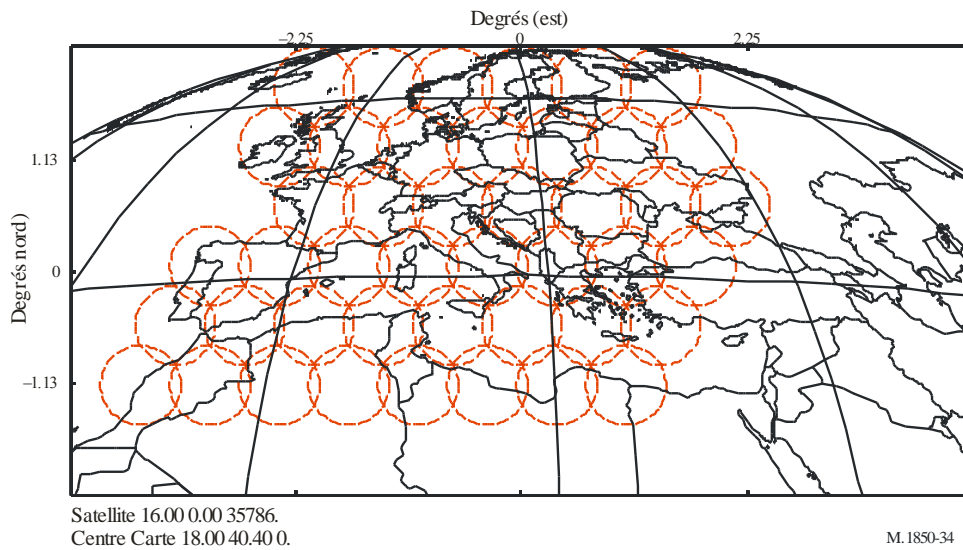 Degrés (est)
–2.25 0 2.25
1.13
0
–1.13
Degrés nord)
Satellite 16.00 0.00 35786.
Centre Carte 18.00 40.40 0.
M.1850-34